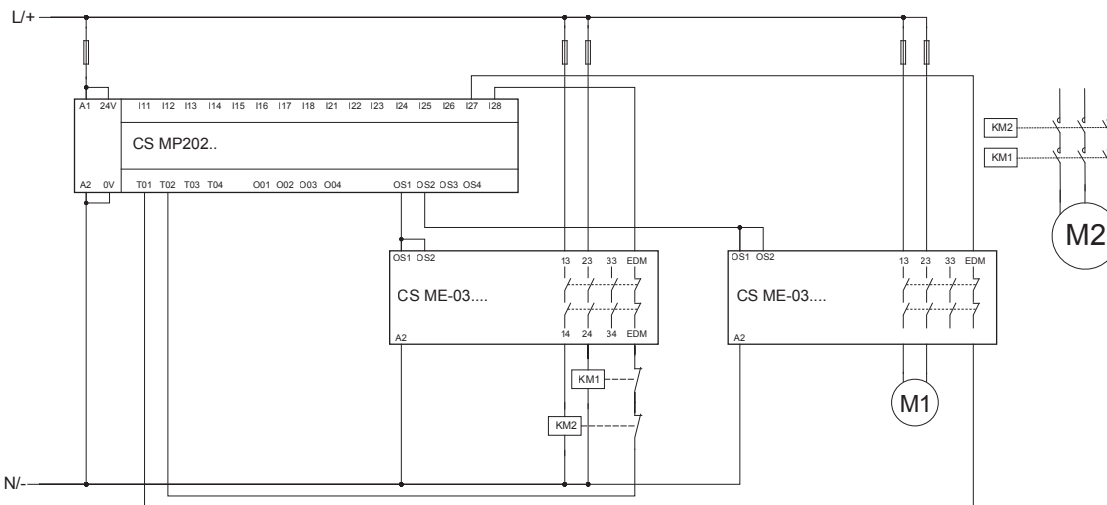 L/+
A1 24V I11 I12 I13 I14 I15 I16 I17 I18 I21 I22 I23 I24 I25 I26 I27 I28
CS MP202..
A2 0V T01 T02 T03 T04 O01 O02 O03 O04 OS1 OS2 OS3 OS4
KM2
KM1
M2
OS1 OS2 13 23 33 EDM
CS ME-03....
A2 14 24 34 EDM
OS1 OS2 13 23 33 EDM
CS ME-03....
A2
KM1
KM2
M1
N/-